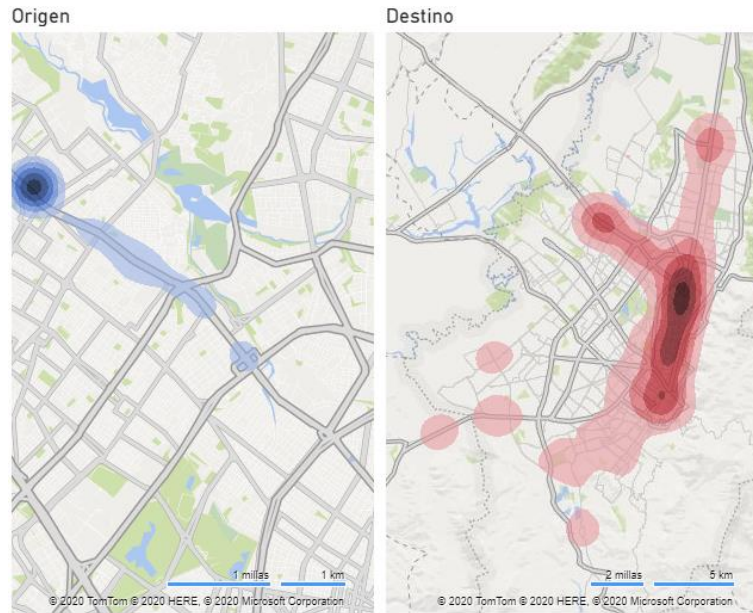 Origen
Destino
1 millas
1 km
© 2020 TomTom © 2020 HERE, © 2020 Microsoft Corporation
2 millas
5 km
© 2020 TomTom © 2020 HERE, © 2020 Microsoft Corporation